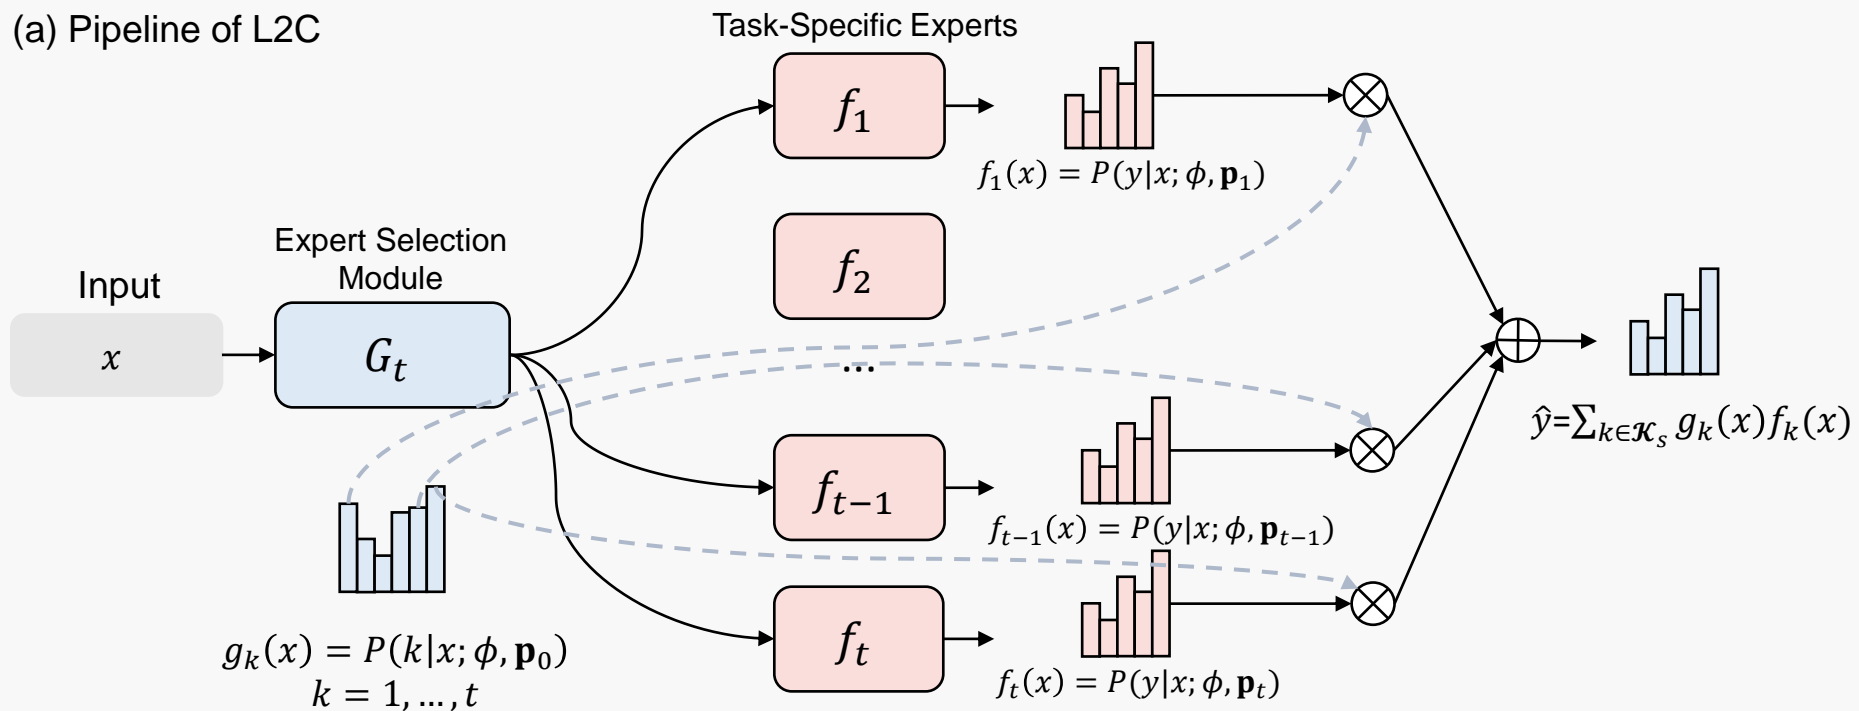 (a) Pipeline of L2C
Task-Specific Experts
f₁
f₁(x) = P(y|x; ϕ, 𝐩₁)
Expert Selection
Module
f₂
Input
x
Gₜ
...
ŷ=∑ₖ∈𝓚ₛ gₖ(x)fₖ(x)
fₜ₋₁
fₜ₋₁(x) = P(y|x; ϕ, 𝐩ₜ₋₁)
gₖ(x) = P(k|x; ϕ, 𝐩₀)
k = 1, …, t
fₜ
fₜ(x) = P(y|x; ϕ, 𝐩ₜ)